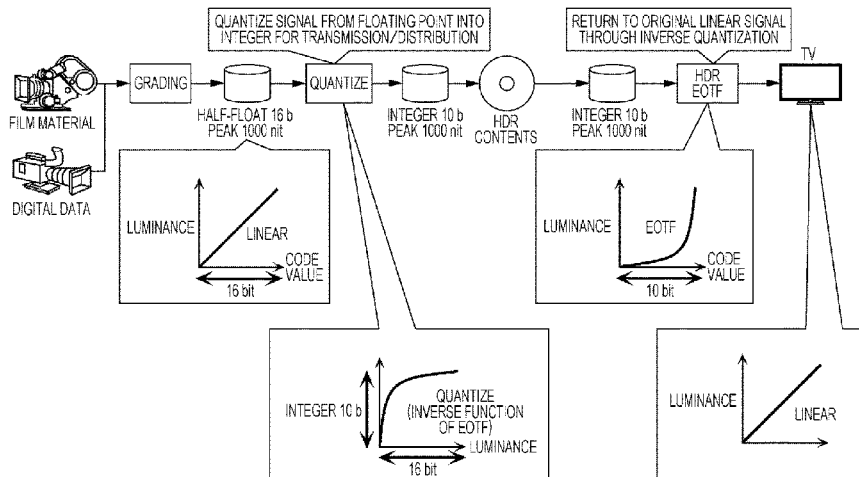 QUANTIZE SIGNAL FROM FLOATING POINT INTO
INTEGER FOR TRANSMISSION/DISTRIBUTION
RETURN TO ORIGINAL LINEAR SIGNAL
THROUGH INVERSE QUANTIZATION
TV
FILM MATERIAL
DIGITAL DATA
GRADING
HALF-FLOAT 16 b
PEAK 1000 nit
QUANTIZE
INTEGER 10 b
PEAK 1000 nit
HDR
CONTENTS
INTEGER 10 b
PEAK 1000 nit
HDR
EOTF
LUMINANCE
LINEAR
CODE
VALUE
16 bit
LUMINANCE
EOTF
CODE
VALUE
10 bit
INTEGER 10 b
QUANTIZE
(INVERSE FUNCTION
OF EOTF)
LUMINANCE
16 bit
LUMINANCE
LINEAR